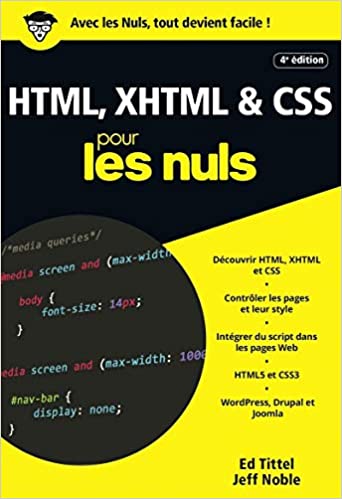 Avec les Nuls, tout devient facile !
4e édition
HTML, XHTML & CSS
pour
les nuls
/*media queries*/
@media screen and (max-width
body {
font-size: 14px;
}
@media screen and (max-width: 1000
#nav-bar {
display: none;
}
Découvrir HTML, XHTML
et CSS
•
Contrôler les pages
et leur style
•
Intégrer du script dans
les pages Web
•
HTML5 et CSS3
•
WordPress, Drupal et
Joomla
Ed Tittel
Jeff Noble